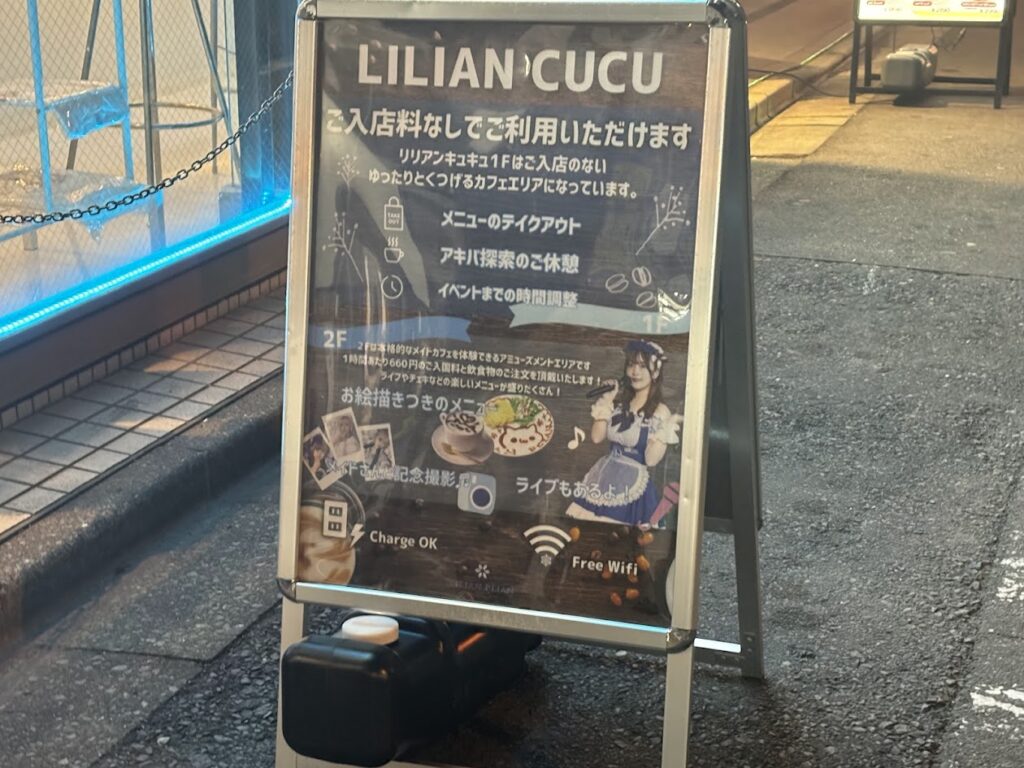 LILIAN CUCU
ご入店料なしでご利用いただけます
リリアンキュキュ1Fはご入店のない
ゆったりとくつげるカフェエリアになっています。
TAKE OUT
メニューのテイクアウト
アキバ探索のご休憩
イベントまでの時間調整
1F
2F
2Fは本格的なメイドカフェを体験できるアミューズメントエリアです
1時間あたり660円のご入国料と飲食物のご注文を頂戴いたします！
ライブやチェキなどの楽しいメニューが盛りだくさん！
お絵描きつきのメニュー
メイドさんと記念撮影♪
ライブもあるよ！
Charge OK
Free Wifi